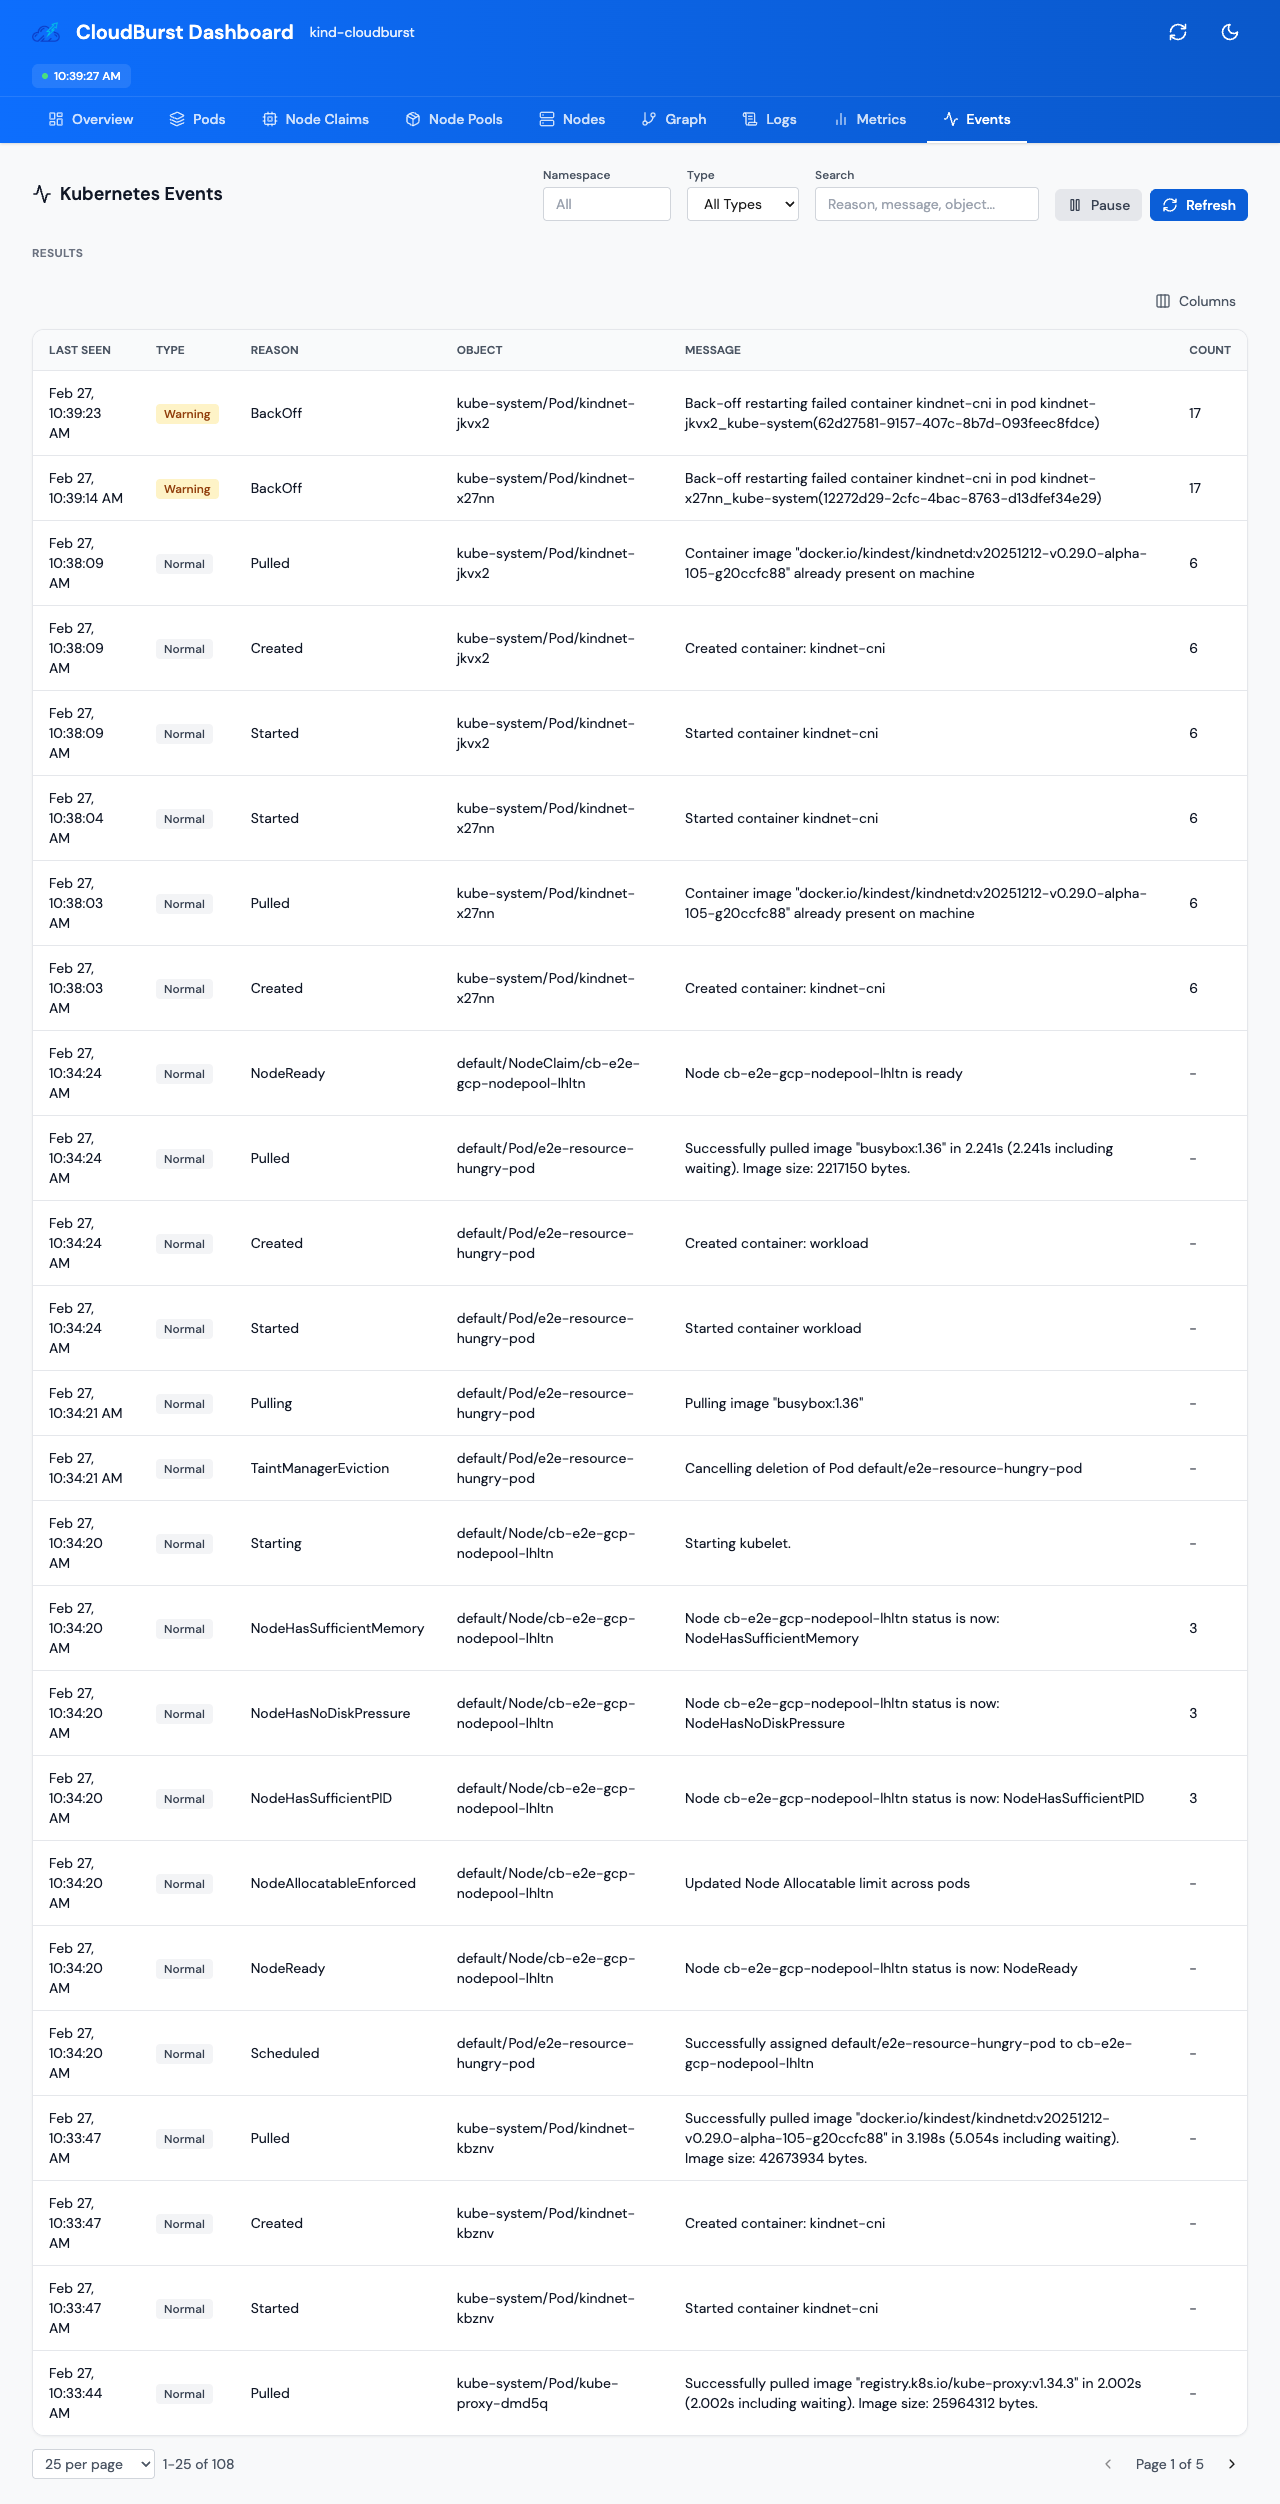 CloudBurst Dashboard kind-cloudburst
10:39:27 AM
Overview Pods Node Claims Node Pools Nodes Graph Logs Metrics Events
Kubernetes Events
Namespace Type Search
All All Types Reason, message, object... Pause Refresh
RESULTS
Columns
LAST SEEN TYPE REASON OBJECT MESSAGE COUNT
Feb 27,
10:39:23
AM
Warning
BackOff
kube-system/Pod/kindnet-
jkvx2
Back-off restarting failed container kindnet-cni in pod kindnet-
jkvx2_kube-system(62d27581-9157-407c-8b7d-093feec8fdce)
17
Feb 27,
10:39:14 AM
Warning
BackOff
kube-system/Pod/kindnet-
x27nn
Back-off restarting failed container kindnet-cni in pod kindnet-
x27nn_kube-system(12272d29-2cfc-4bac-8763-d13dfef34e29)
17
Feb 27,
10:38:09
AM
Normal
Pulled
kube-system/Pod/kindnet-
jkvx2
Container image "docker.io/kindest/kindnetd:v20251212-v0.29.0-alpha-
105-g20ccfc88" already present on machine
6
Feb 27,
10:38:09
AM
Normal
Created
kube-system/Pod/kindnet-
jkvx2
Created container: kindnet-cni
6
Feb 27,
10:38:09
AM
Normal
Started
kube-system/Pod/kindnet-
jkvx2
Started container kindnet-cni
6
Feb 27,
10:38:04
AM
Normal
Started
kube-system/Pod/kindnet-
x27nn
Started container kindnet-cni
6
Feb 27,
10:38:03
AM
Normal
Pulled
kube-system/Pod/kindnet-
x27nn
Container image "docker.io/kindest/kindnetd:v20251212-v0.29.0-alpha-
105-g20ccfc88" already present on machine
6
Feb 27,
10:38:03
AM
Normal
Created
kube-system/Pod/kindnet-
x27nn
Created container: kindnet-cni
6
Feb 27,
10:34:24
AM
Normal
NodeReady
default/NodeClaim/cb-e2e-
gcp-nodepool-lhltn
Node cb-e2e-gcp-nodepool-lhltn is ready
-
Feb 27,
10:34:24
AM
Normal
Pulled
default/Pod/e2e-resource-
hungry-pod
Successfully pulled image "busybox:1.36" in 2.241s (2.241s including
waiting). Image size: 2217150 bytes.
-
Feb 27,
10:34:24
AM
Normal
Created
default/Pod/e2e-resource-
hungry-pod
Created container: workload
-
Feb 27,
10:34:24
AM
Normal
Started
default/Pod/e2e-resource-
hungry-pod
Started container workload
-
Feb 27,
10:34:21 AM
Normal
Pulling
default/Pod/e2e-resource-
hungry-pod
Pulling image "busybox:1.36"
-
Feb 27,
10:34:21 AM
Normal
TaintManagerEviction
default/Pod/e2e-resource-
hungry-pod
Cancelling deletion of Pod default/e2e-resource-hungry-pod
-
Feb 27,
10:34:20
AM
Normal
Starting
default/Node/cb-e2e-gcp-
nodepool-lhltn
Starting kubelet.
-
Feb 27,
10:34:20
AM
Normal
NodeHasSufficientMemory
default/Node/cb-e2e-gcp-
nodepool-lhltn
Node cb-e2e-gcp-nodepool-lhltn status is now:
NodeHasSufficientMemory
3
Feb 27,
10:34:20
AM
Normal
NodeHasNoDiskPressure
default/Node/cb-e2e-gcp-
nodepool-lhltn
Node cb-e2e-gcp-nodepool-lhltn status is now:
NodeHasNoDiskPressure
3
Feb 27,
10:34:20
AM
Normal
NodeHasSufficientPID
default/Node/cb-e2e-gcp-
nodepool-lhltn
Node cb-e2e-gcp-nodepool-lhltn status is now: NodeHasSufficientPID
3
Feb 27,
10:34:20
AM
Normal
NodeAllocatableEnforced
default/Node/cb-e2e-gcp-
nodepool-lhltn
Updated Node Allocatable limit across pods
-
Feb 27,
10:34:20
AM
Normal
NodeReady
default/Node/cb-e2e-gcp-
nodepool-lhltn
Node cb-e2e-gcp-nodepool-lhltn status is now: NodeReady
-
Feb 27,
10:34:20
AM
Normal
Scheduled
default/Pod/e2e-resource-
hungry-pod
Successfully assigned default/e2e-resource-hungry-pod to cb-e2e-
gcp-nodepool-lhltn
-
Feb 27,
10:33:47
AM
Normal
Pulled
kube-system/Pod/kindnet-
kbznv
Successfully pulled image "docker.io/kindest/kindnetd:v20251212-
v0.29.0-alpha-105-g20ccfc88" in 3.198s (5.054s including waiting).
Image size: 42673934 bytes.
-
Feb 27,
10:33:47
AM
Normal
Created
kube-system/Pod/kindnet-
kbznv
Created container: kindnet-cni
-
Feb 27,
10:33:47
AM
Normal
Started
kube-system/Pod/kindnet-
kbznv
Started container kindnet-cni
-
Feb 27,
10:33:44
AM
Normal
Pulled
kube-system/Pod/kube-
proxy-dmd5q
Successfully pulled image "registry.k8s.io/kube-proxy:v1.34.3" in 2.002s
(2.002s including waiting). Image size: 25964312 bytes.
-
25 per page 1-25 of 108 Page 1 of 5